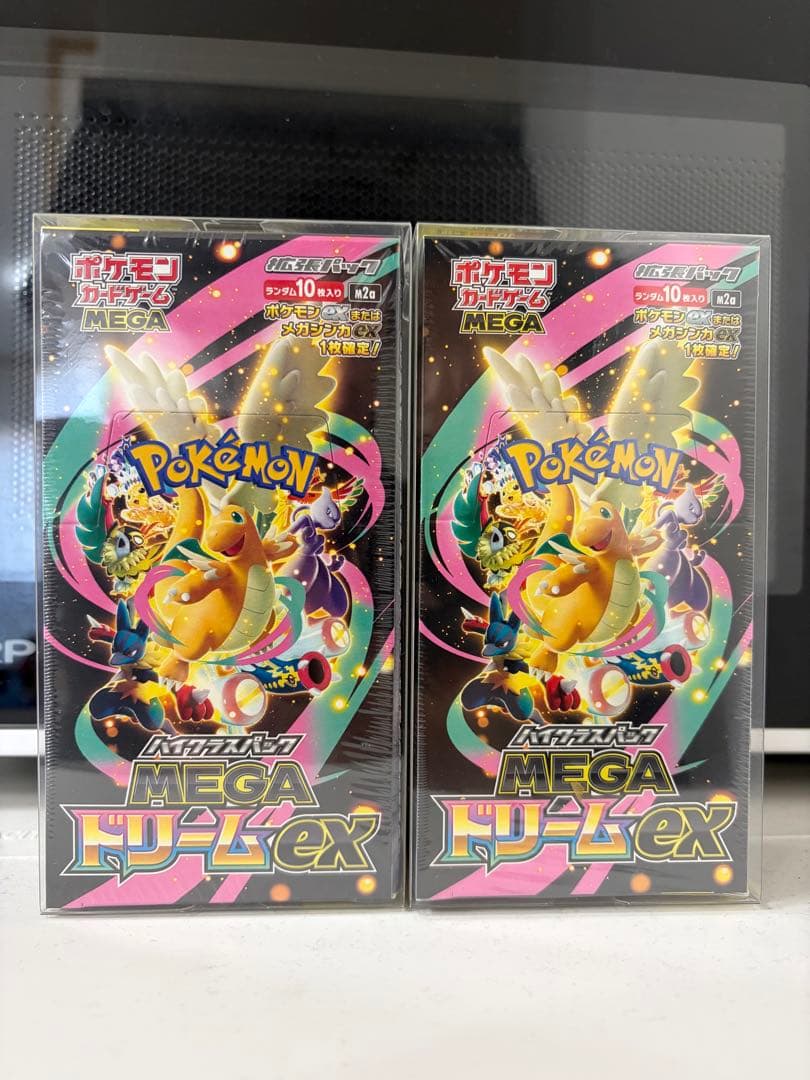 ポケモン
カードゲーム
MEGA
拡張パック
ランダム10枚入り
M2a
ポケモンexまたは
メガシンカex
1枚確定!
Pokémon
ハイクラスパック
MEGA
ドリームex
ポケモン
カードゲーム
MEGA
拡張パック
ランダム10枚入り
M2a
ポケモンexまたは
メガシンカex
1枚確定!
Pokémon
ハイクラスパック
MEGA
ドリームex
RP